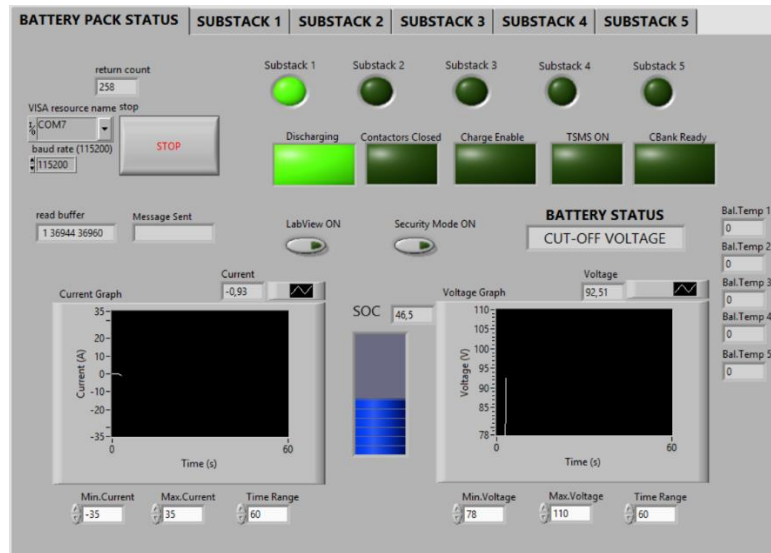 BATTERY PACK STATUS SUBSTACK 1 SUBSTACK 2 SUBSTACK 3 SUBSTACK 4 SUBSTACK 5
return count
258
Substack 1 Substack 2 Substack 3 Substack 4 Substack 5
VISA resource name stop
COM7
STOP
baud rate (115200)
115200
Discharging Contactors Closed Charge Enable TSMS ON CBank Ready
read buffer Message Sent
1 36944 36960
LabView ON Security Mode ON
BATTERY STATUS
CUT-OFF VOLTAGE
Bal.Temp 1
0
Bal.Temp 2
0
Bal.Temp 3
0
Bal.Temp 4
0
Bal.Temp 5
0
Current Graph
Current
-0,93
35
20
10
0
-10
-20
-35
Current (A)
0 60
Time (s)
Min.Current Max.Current Time Range
-35 35 60
SOC 46,5
Voltage Graph
Voltage
92,51
110
105
100
95
90
85
78
Voltage (V)
0 60
Time (s)
Min.Voltage Max.Voltage Time Range
78 110 60